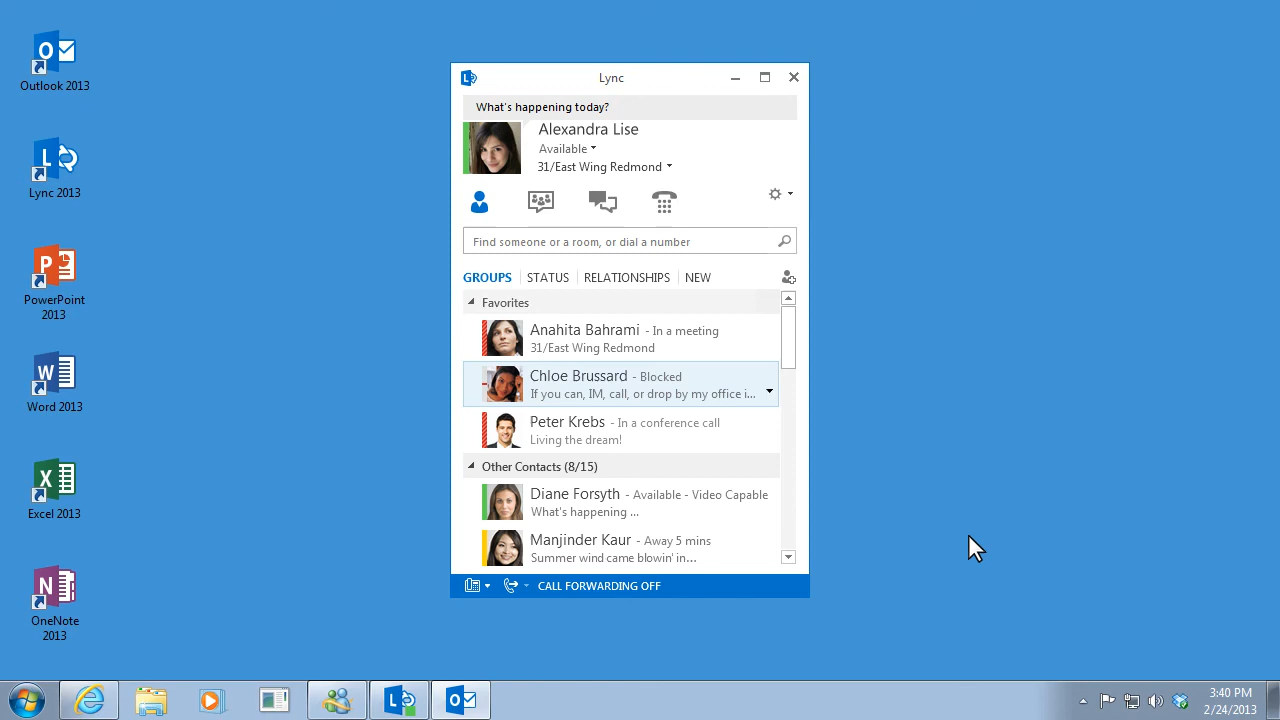 Outlook 2013
Lync 2013
PowerPoint
2013
Word 2013
Excel 2013
OneNote
2013
Lync
What's happening today?
Alexandra Lise
Available
31/East Wing Redmond
Find someone or a room, or dial a number
GROUPS STATUS RELATIONSHIPS NEW
Favorites
Anahita Bahrami - In a meeting
31/East Wing Redmond
Chloe Brussard - Blocked
If you can, IM, call, or drop by my office i...
Peter Krebs - In a conference call
Living the dream!
Other Contacts (8/15)
Diane Forsyth - Available - Video Capable
What's happening ...
Manjinder Kaur - Away 5 mins
Summer wind came blowin' in...
CALL FORWARDING OFF
3:40 PM
2/24/2013